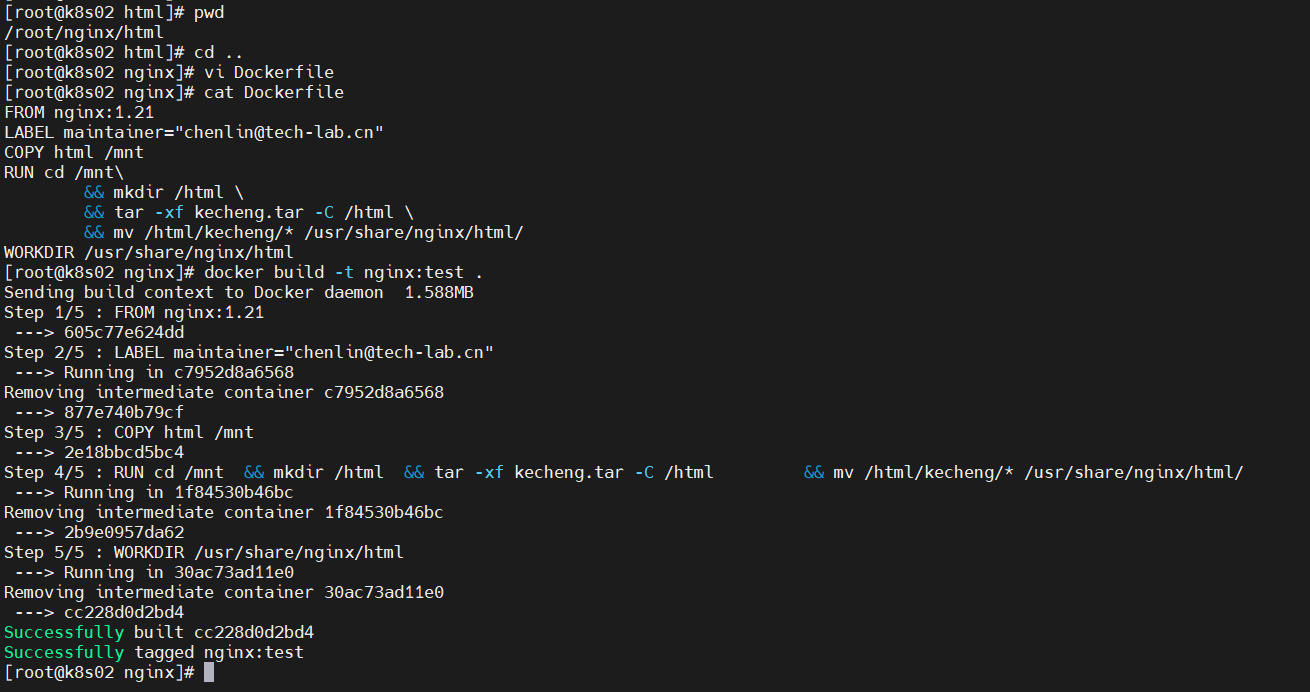 [root@k8s02 html]# pwd
/root/nginx/html
[root@k8s02 html]# cd ..
[root@k8s02 nginx]# vi Dockerfile
[root@k8s02 nginx]# cat Dockerfile
FROM nginx:1.21
LABEL maintainer="chenlin@tech-lab.cn"
COPY html /mnt
RUN cd /mnt\
        && mkdir /html \
        && tar -xf kecheng.tar -C /html \
        && mv /html/kecheng/* /usr/share/nginx/html/
WORKDIR /usr/share/nginx/html
[root@k8s02 nginx]# docker build -t nginx:test .
Sending build context to Docker daemon  1.588MB
Step 1/5 : FROM nginx:1.21
 ---> 605c77e624dd
Step 2/5 : LABEL maintainer="chenlin@tech-lab.cn"
 ---> Running in c7952d8a6568
Removing intermediate container c7952d8a6568
 ---> 877e740b79cf
Step 3/5 : COPY html /mnt
 ---> 2e18bbcd5bc4
Step 4/5 : RUN cd /mnt  && mkdir /html  && tar -xf kecheng.tar -C /html         && mv /html/kecheng/* /usr/share/nginx/html/
 ---> Running in 1f84530b46bc
Removing intermediate container 1f84530b46bc
 ---> 2b9e0957da62
Step 5/5 : WORKDIR /usr/share/nginx/html
 ---> Running in 30ac73ad11e0
Removing intermediate container 30ac73ad11e0
 ---> cc228d0d2bd4
Successfully built cc228d0d2bd4
Successfully tagged nginx:test
[root@k8s02 nginx]#